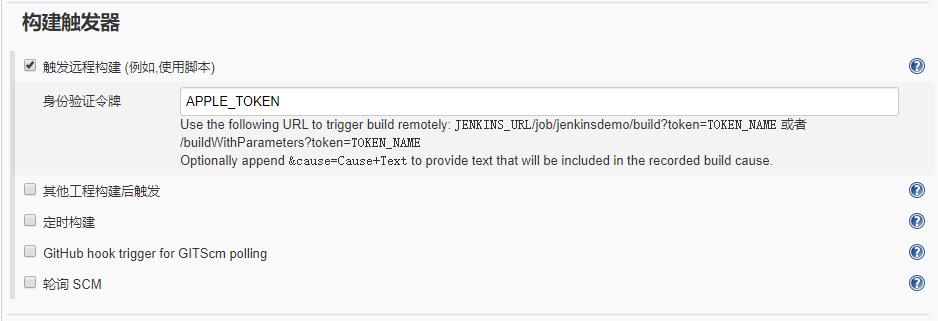 构建触发器
触发远程构建 (例如,使用脚本)
身份验证令牌
APPLE_TOKEN
Use the following URL to trigger build remotely: JENKINS_URL/job/jenkinsdemo/build?token=TOKEN_NAME 或者
/buildWithParameters?token=TOKEN_NAME
Optionally append &cause=Cause+Text to provide text that will be included in the recorded build cause.
其他工程构建后触发
定时构建
GitHub hook trigger for GITScm polling
轮询 SCM